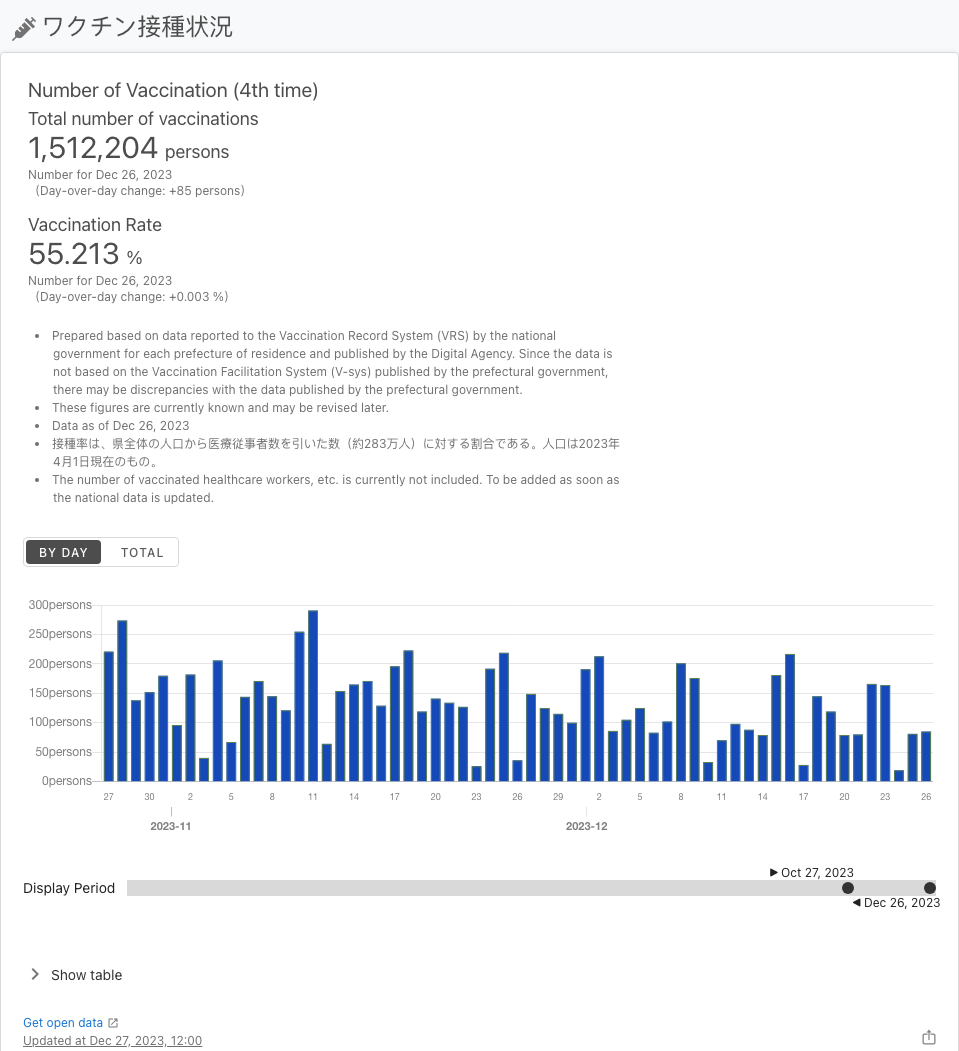 ワクチン接種状況
Number of Vaccination (4th time)
Total number of vaccinations
1,512,204 persons
Number for Dec 26, 2023
(Day-over-day change: +85 persons)
Vaccination Rate
55.213 %
Number for Dec 26, 2023
(Day-over-day change: +0.003 %)
• Prepared based on data reported to the Vaccination Record System (VRS) by the national
government for each prefecture of residence and published by the Digital Agency. Since the data is
not based on the Vaccination Facilitation System (V-sys) published by the prefectural government,
there may be discrepancies with the data published by the prefectural government.
• These figures are currently known and may be revised later.
• Data as of Dec 26, 2023
• 接種率は、県全体の人口から医療従事者数を引いた数（約283万人）に対する割合である。人口は2023年
4月1日現在のもの。
• The number of vaccinated healthcare workers, etc. is currently not included. To be added as soon as
the national data is updated.
BY DAY TOTAL
300persons
250persons
200persons
150persons
100persons
50persons
0persons
27 30 2 5 8 11 14 17 20 23 26 29 2 5 8 11 14 17 20 23 26
2023-11 2023-12
Oct 27, 2023
Display Period
Dec 26, 2023
Show table
Get open data
Updated at Dec 27, 2023, 12:00